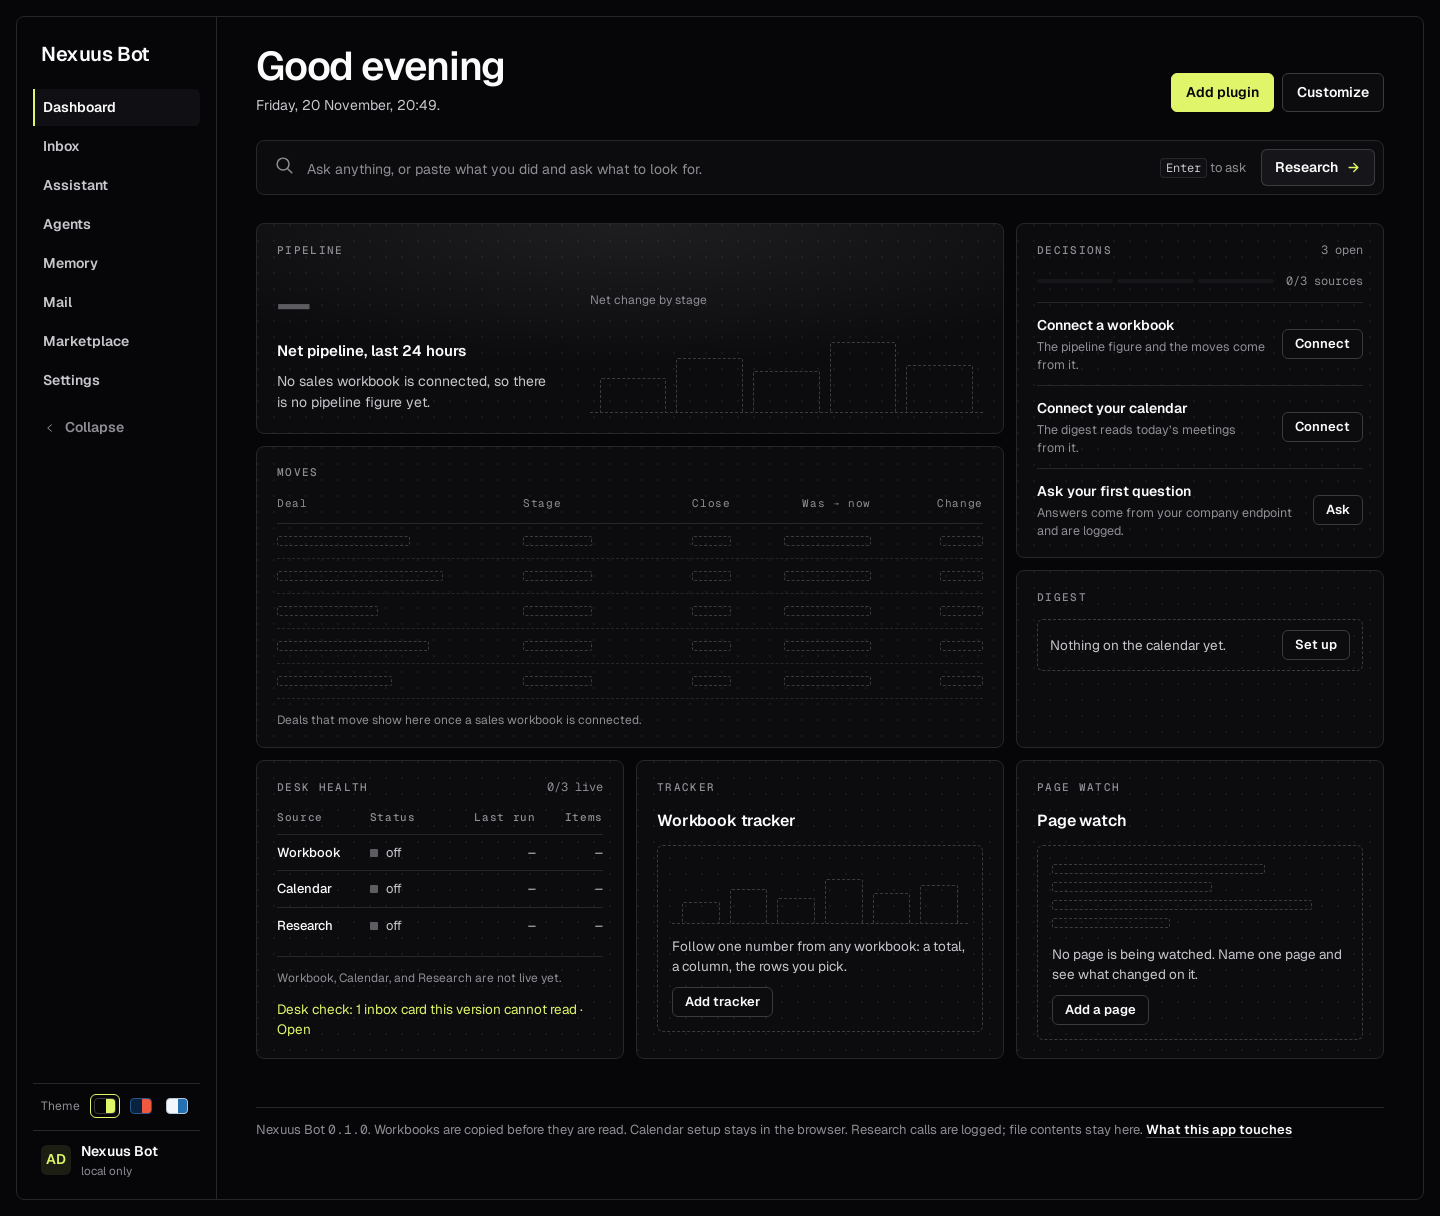 Nexuus Bot
Dashboard
Inbox
Assistant
Agents
Memory
Mail
Marketplace
Settings
Collapse
Theme
AD
Nexuus Bot
local only
Good evening
Friday, 20 November, 20:49.
Add plugin
Customize
Ask anything, or paste what you did and ask what to look for.
Enter to ask
Research →
PIPELINE
—
Net pipeline, last 24 hours
No sales workbook is connected, so there
is no pipeline figure yet.
Net change by stage
DECISIONS
3 open
0/3 sources
Connect a workbook
The pipeline figure and the moves come
from it.
Connect
Connect your calendar
The digest reads today's meetings
from it.
Connect
Ask your first question
Answers come from your company endpoint
and are logged.
Ask
MOVES
Deal Stage Close Was → now Change
Deals that move show here once a sales workbook is connected.
DIGEST
Nothing on the calendar yet.
Set up
DESK HEALTH
0/3 live
Source Status Last run Items
Workbook off — —
Calendar off — —
Research off — —
Workbook, Calendar, and Research are not live yet.
Desk check: 1 inbox card this version cannot read ·
Open
TRACKER
Workbook tracker
Follow one number from any workbook: a total,
a column, the rows you pick.
Add tracker
PAGE WATCH
Page watch
No page is being watched. Name one page and
see what changed on it.
Add a page
Nexuus Bot 0.1.0. Workbooks are copied before they are read. Calendar setup stays in the browser. Research calls are logged; file contents stay here. What this app touches